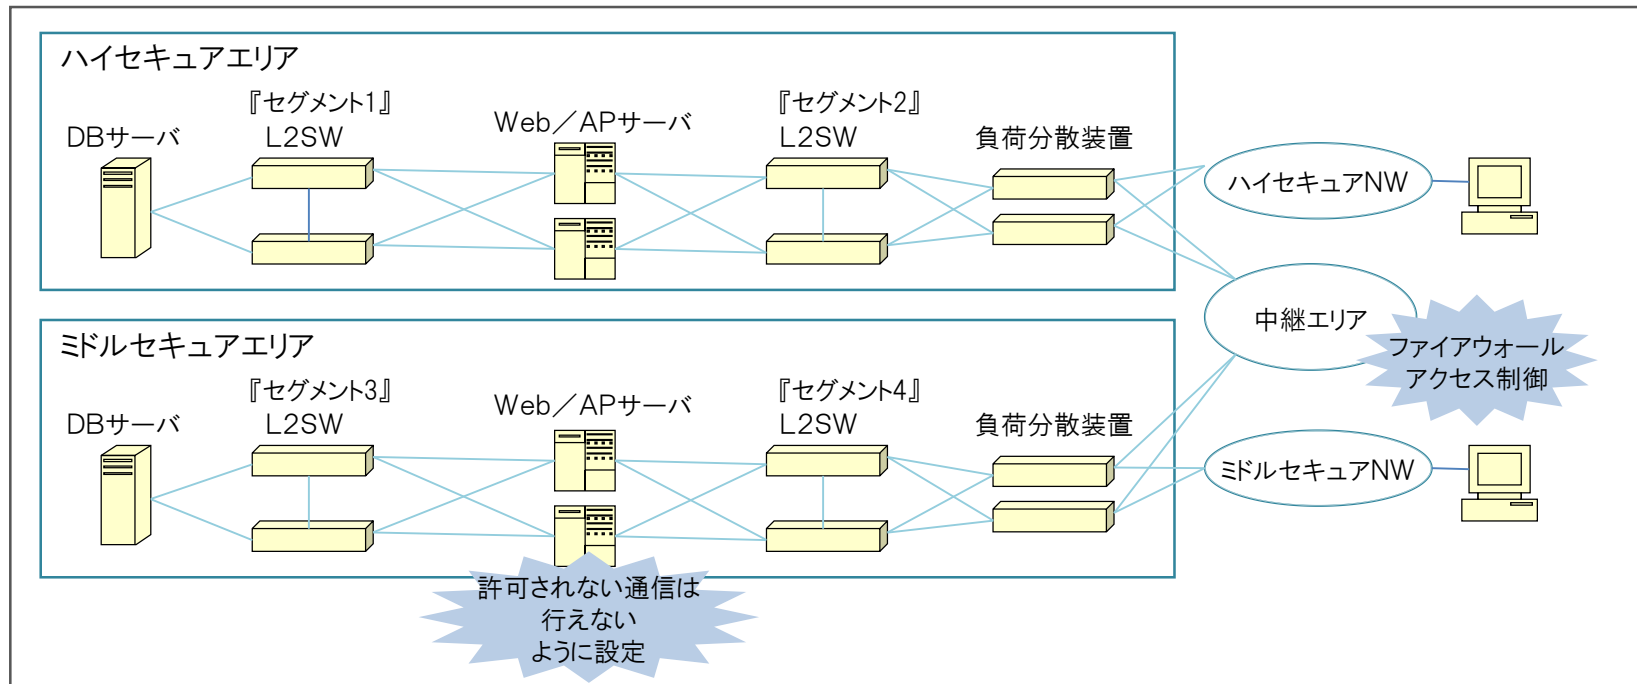 ハイセキュアエリア
『セグメント1』
『セグメント2』
DBサーバ
L2SW
Web／APサーバ
L2SW
負荷分散装置
ハイセキュアNW
中継エリア
ファイアウォール
アクセス制御
ミドルセキュアエリア
『セグメント3』
『セグメント4』
DBサーバ
L2SW
Web／APサーバ
L2SW
負荷分散装置
ミドルセキュアNW
許可されない通信は
行えない
ように設定